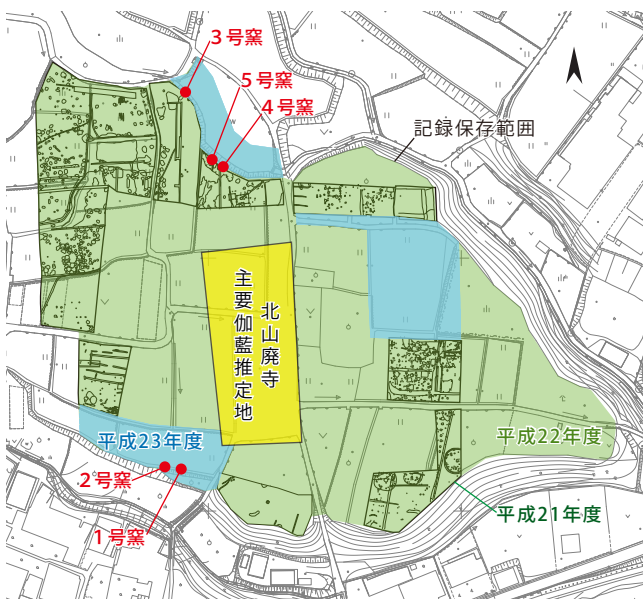 3号窯
5号窯
4号窯
記録保存範囲
北山廃寺
主要伽藍推定地
平成23年度
平成22年度
2号窯
1号窯
平成21年度